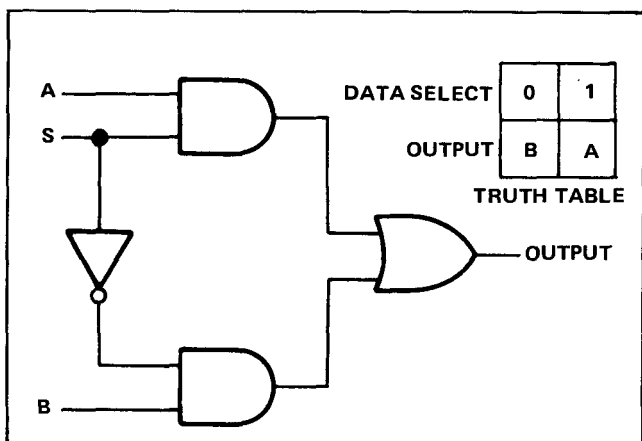 A
S
B
DATA SELECT 0 1
OUTPUT B A
TRUTH TABLE
OUTPUT